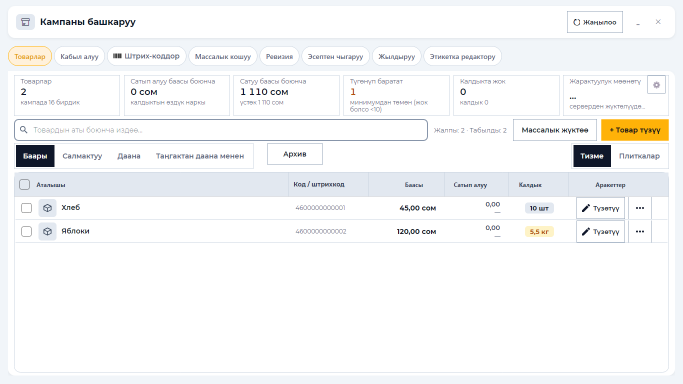 Кампаны башкаруу
Жаңылоо
Товарлар
Кабыл алуу
Штрих-коддор
Массалык кошуу
Ревизия
Эсептен чыгаруу
Жылдыруу
Этикетка редактору
Товарлар
2
кампада 16 бирдик
Сатып алуу баасы боюнча
0 сом
калдыктын өздүк наркы
Сатуу баасы боюнча
1 110 сом
үстөк 1 110 сом
Түгөнүп баратат
1
минимумдан төмөн (жок
болсо <10)
Калдыкта жок
0
калдык 0
Жарактуулук мөөнөтү
...
серверден жүктөлүүдө...
Товардын аты боюнча издөө...
Жалпы: 2 · Табылды: 2
Массалык жүктөө
+ Товар түзүү
Баары
Салмактуу
Даана
Таңгактан даана менен
Архив
Тизме
Плиткалар
Аталышы
Код / штрихкод
Баасы
Сатып алуу
Калдык
Аракеттер
Хлеб
4600000000001
45,00 сом
0,00
—
10 шт
Түзөтүү
...
Яблоки
4600000000002
120,00 сом
0,00
—
5,5 кг
Түзөтүү
...